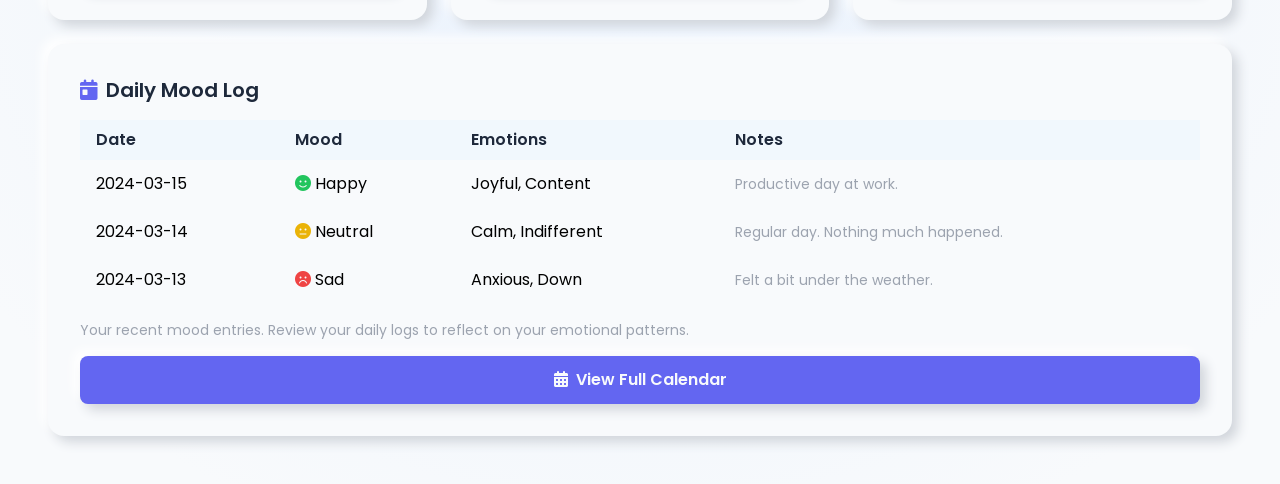 Daily Mood Log
Date Mood Emotions Notes
2024-03-15 Happy Joyful, Content Productive day at work.
2024-03-14 Neutral Calm, Indifferent Regular day. Nothing much happened.
2024-03-13 Sad Anxious, Down Felt a bit under the weather.
Your recent mood entries. Review your daily logs to reflect on your emotional patterns.
View Full Calendar